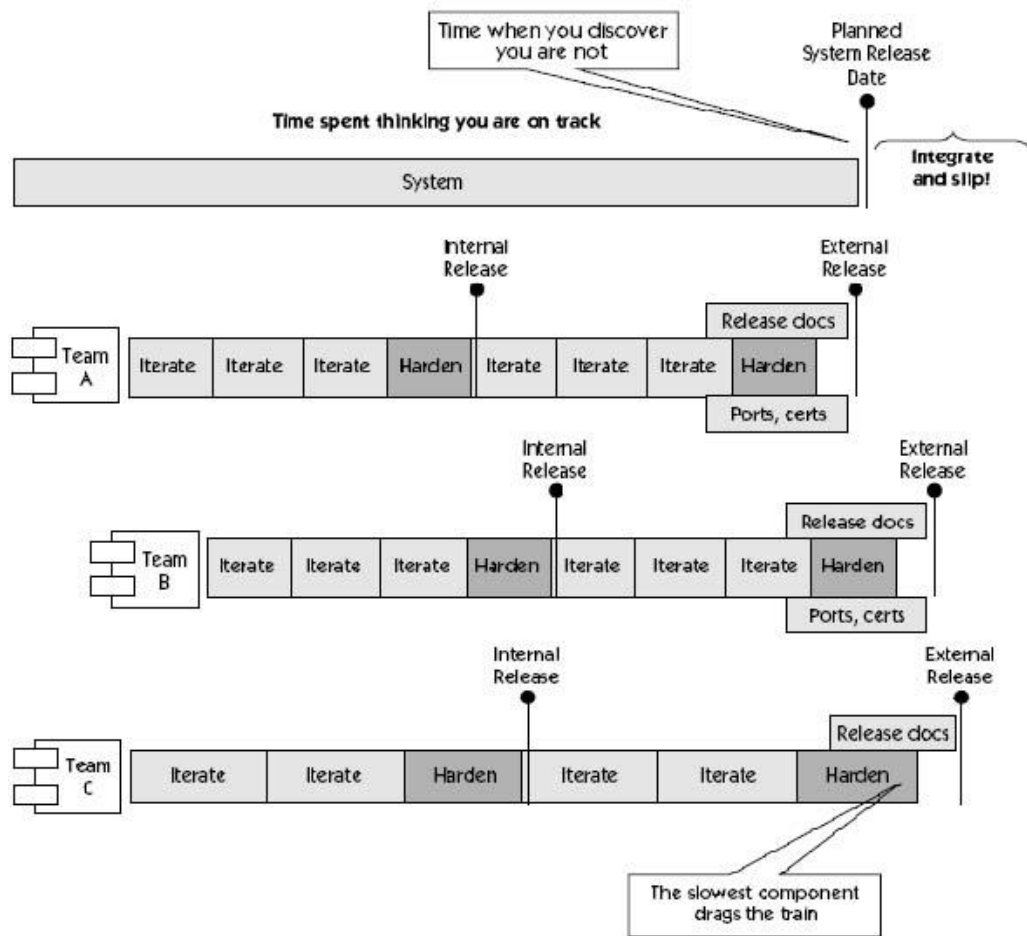 Time when you discover
you are not
Planned
System Release
Date
Time spent thinking you are on track
Integrate
and slip!
System
Internal
Release
External
Release
Release docs
Team
A
Iterate
Iterate
Iterate
Harden
Iterate
Iterate
Iterate
Harden
Ports, certs
Internal
Release
External
Release
Release docs
Team
B
Iterate
Iterate
Iterate
Harden
Iterate
Iterate
Iterate
Harden
Ports, certs
Internal
Release
External
Release
Release docs
Team
C
Iterate
Iterate
Harden
Iterate
Iterate
Harden
The slowest component
drags the train